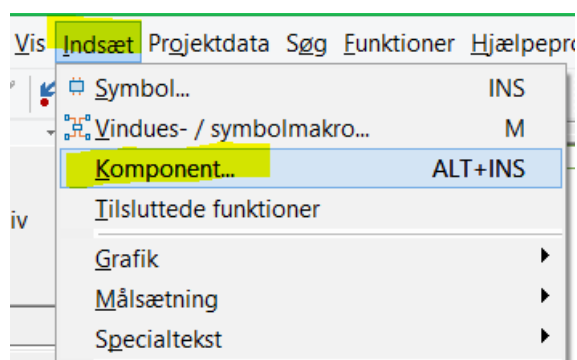 Vis Indsæt Projektdata Søg Funktioner Hjælpepro
Symbol... INS
Vindues- / symbolmakro... M
Komponent... ALT+INS
Tilsluttede funktioner
iv
Grafik
Målsætning
Specialtekst